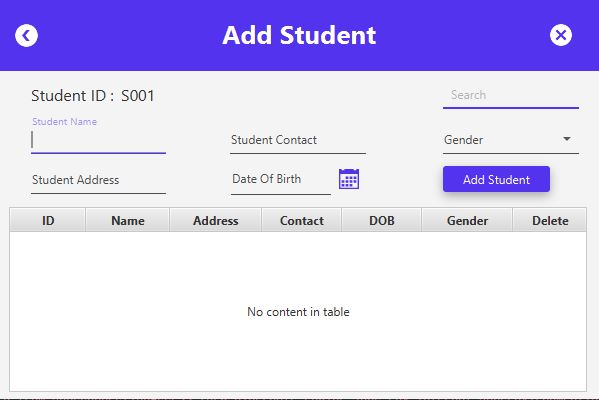 Add Student
Student ID : S001
Search
Student Name
Student Contact
Gender
Student Address
Date Of Birth
Add Student
ID Name Address Contact DOB Gender Delete
No content in table